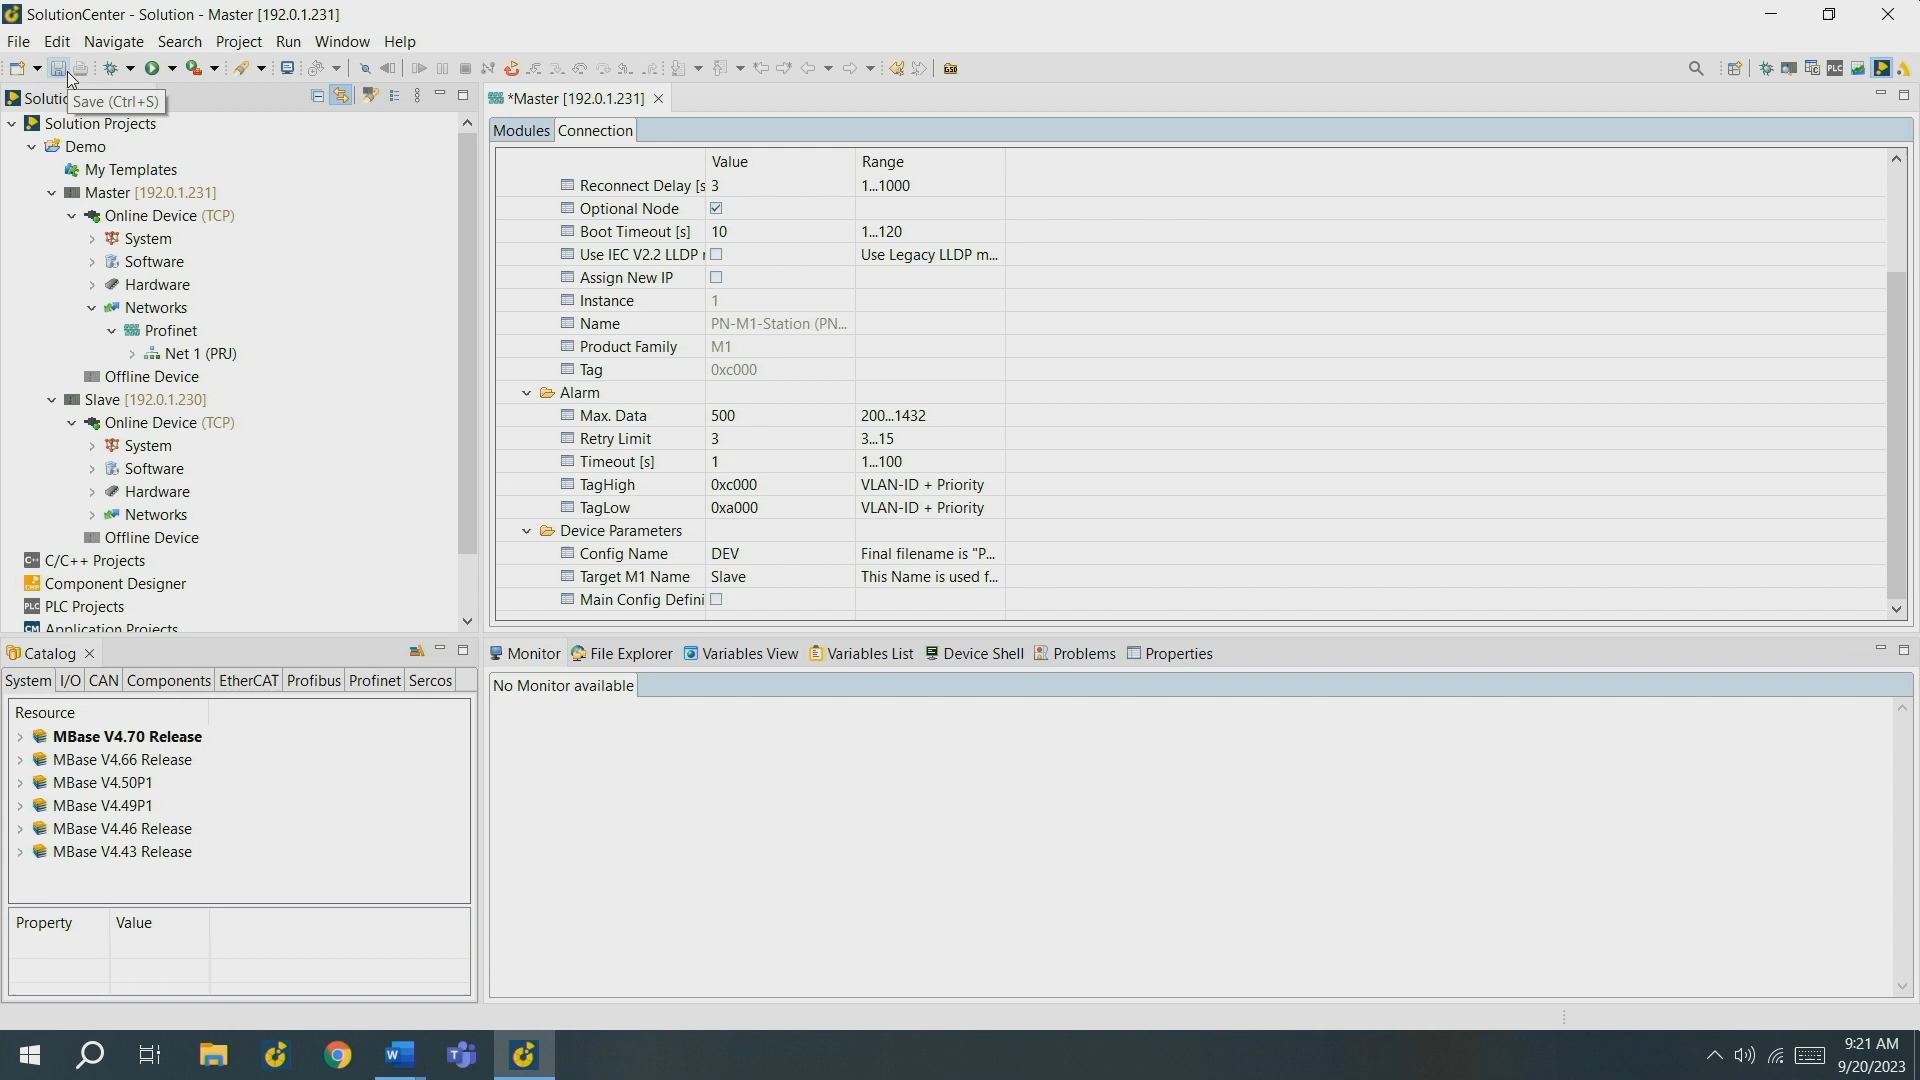 SolutionCenter - Solution - Master [192.0.1.231]
File Edit Navigate Search Project Run Window Help
PLC
GSD
Solutio
Save (Ctrl+S)
Solution Projects
Demo
My Templates
Master [192.0.1.231]
Online Device (TCP)
System
Software
Hardware
Networks
Profinet
Net 1 (PRJ)
Offline Device
Slave [192.0.1.230]
Online Device (TCP)
System
Software
Hardware
Networks
Offline Device
C/C++ Projects
Component Designer
PLC Projects
Application Projects
*Master [192.0.1.231]
Modules Connection
Value Range
Reconnect Delay [s 3 1...1000
Optional Node
Boot Timeout [s] 10 1...120
Use IEC V2.2 LLDP r Use Legacy LLDP m...
Assign New IP
Instance 1
Name PN-M1-Station (PN...
Product Family M1
Tag 0xc000
Alarm
Max. Data 500 200...1432
Retry Limit 3 3...15
Timeout [s] 1 1...100
TagHigh 0xc000 VLAN-ID + Priority
TagLow 0xa000 VLAN-ID + Priority
Device Parameters
Config Name DEV Final filename is "P...
Target M1 Name Slave This Name is used f...
Main Config Defini
Catalog
System I/O CAN Components EtherCAT Profibus Profinet Sercos
Resource
MBase V4.70 Release
MBase V4.66 Release
MBase V4.50P1
MBase V4.49P1
MBase V4.46 Release
MBase V4.43 Release
Property Value
Monitor File Explorer Variables View Variables List Device Shell Problems Properties
No Monitor available
9:21 AM
9/20/2023